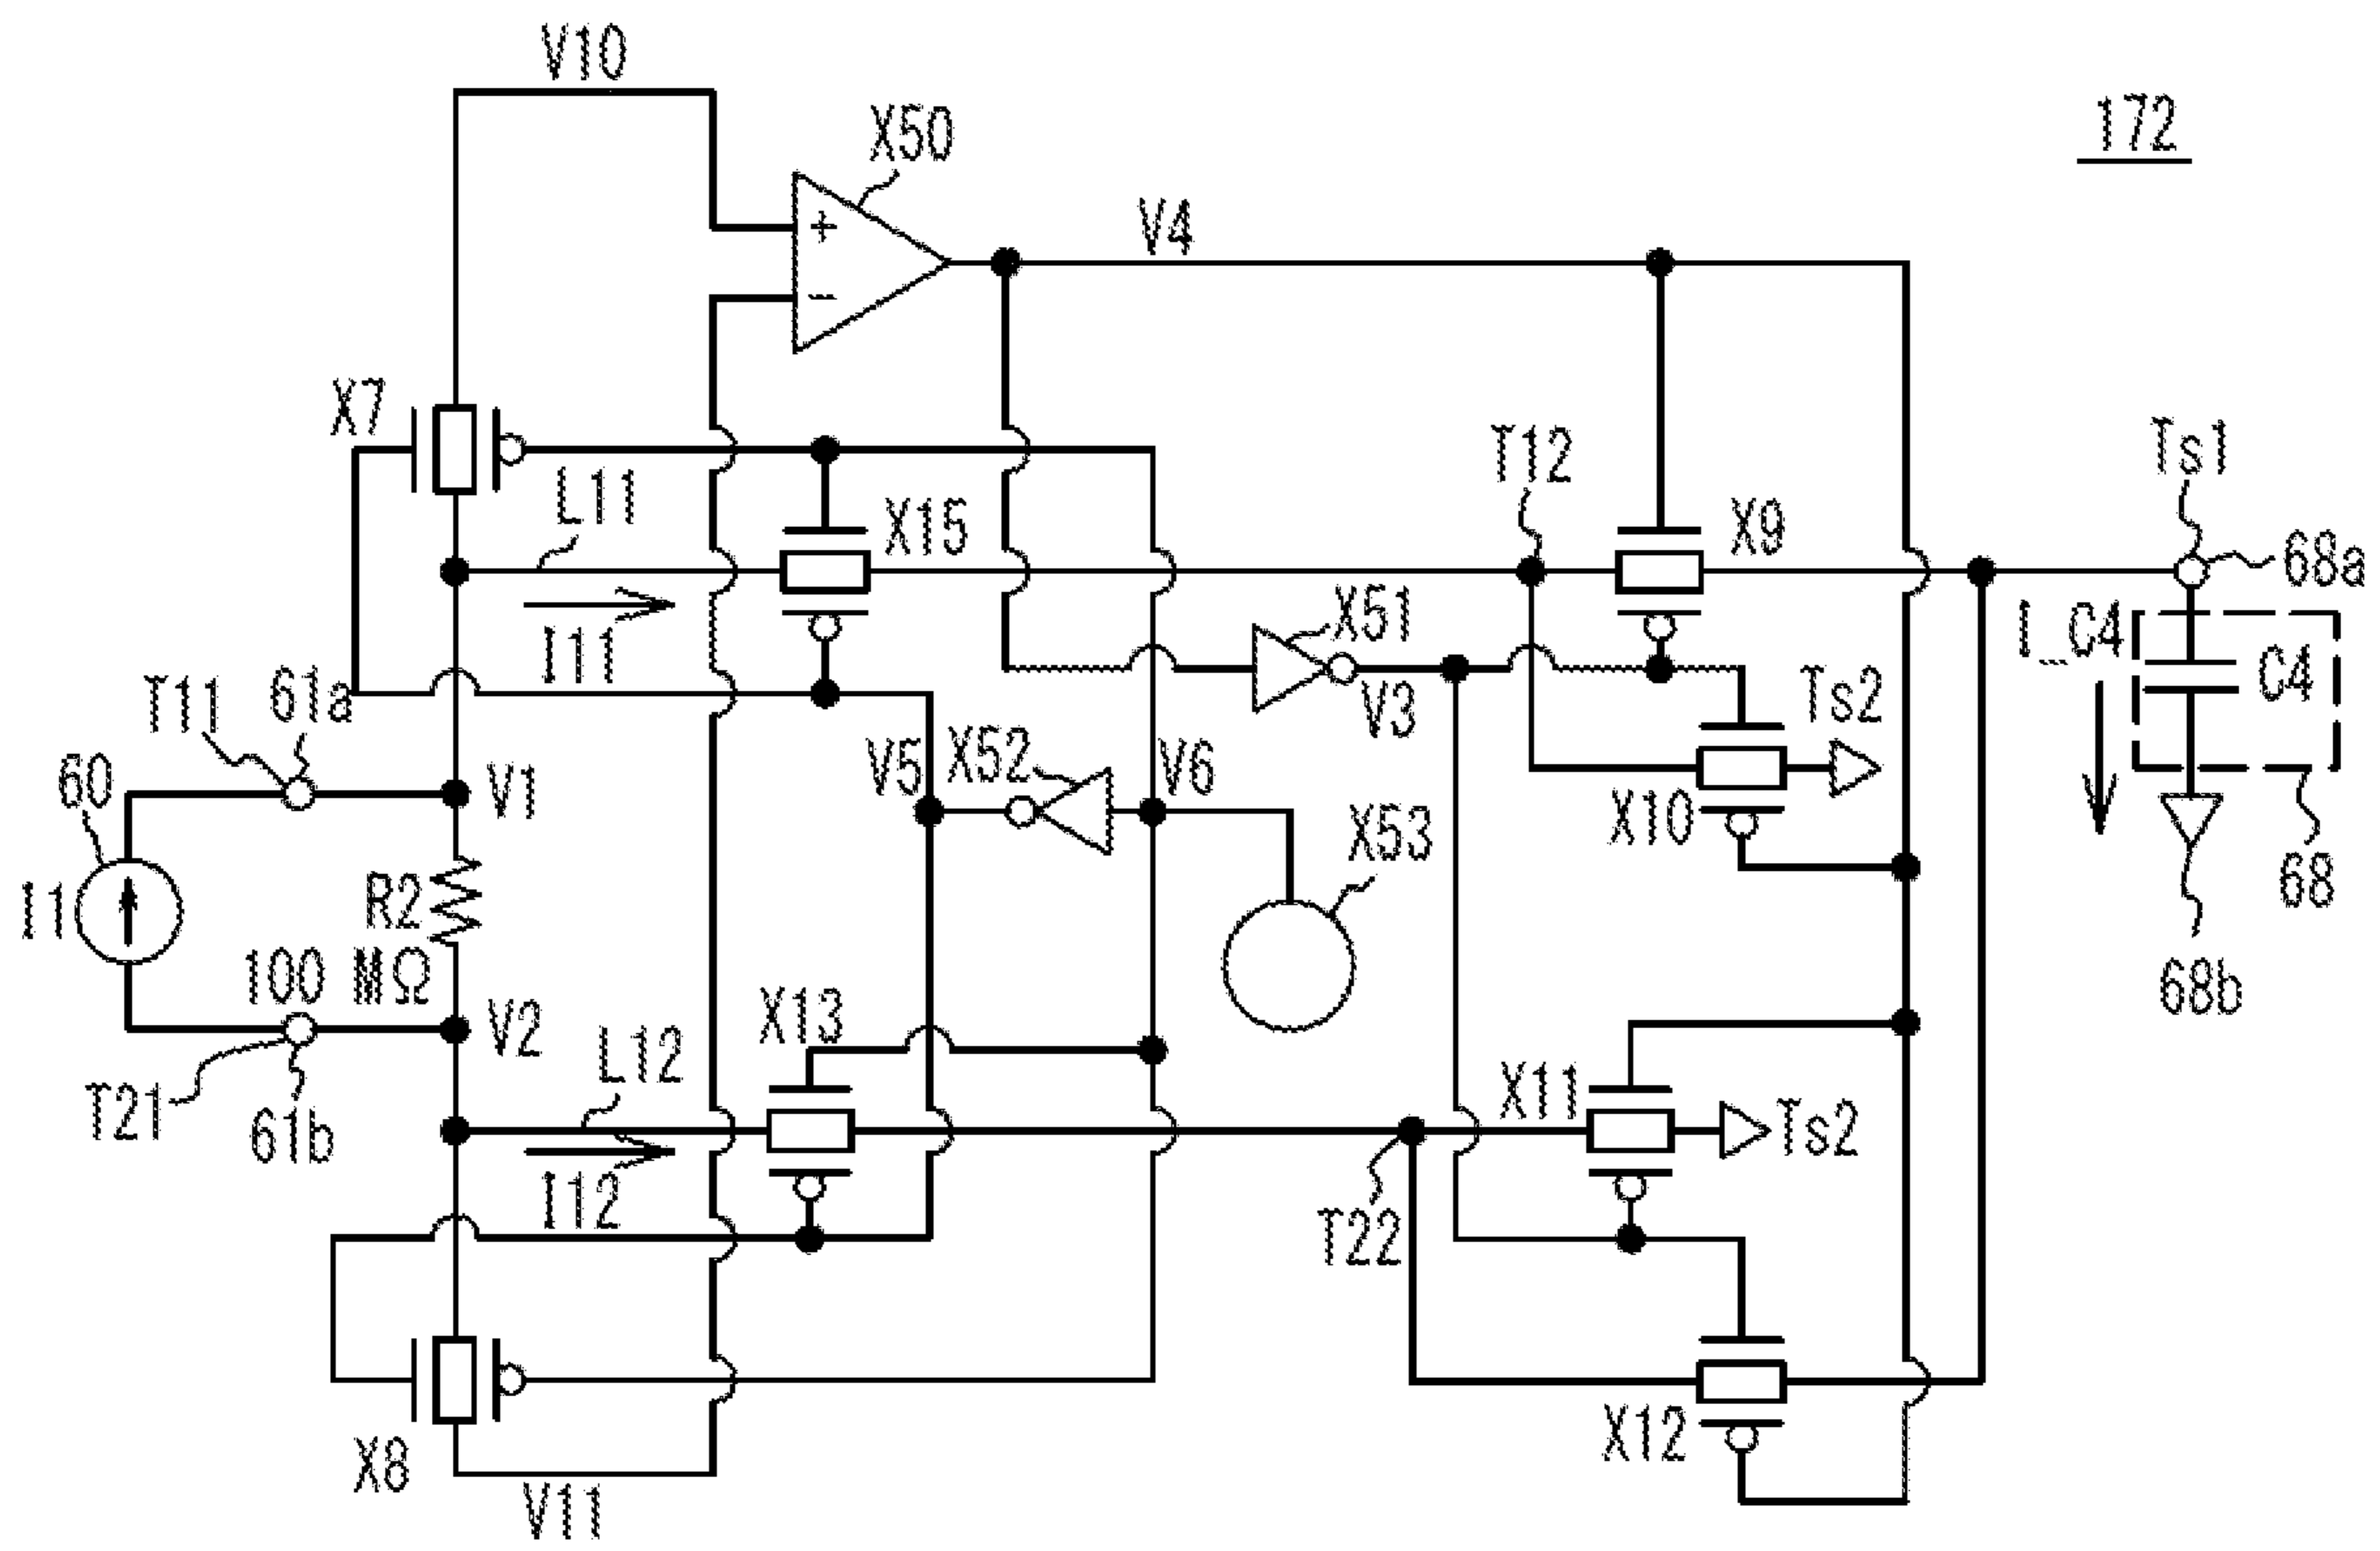 V10
X50
172
V4
+
−
X7
L11
X15
T12
X9
Ts1
68a
I11
X51
I_C4
C4
T11
61a
V3
Ts2
60
V1
V5
X52
V6
X10
X53
68
I1
R2
100 MΩ
68b
X13
V2
L12
X11
Ts2
T21
61b
I12
T22
X12
X8
V11